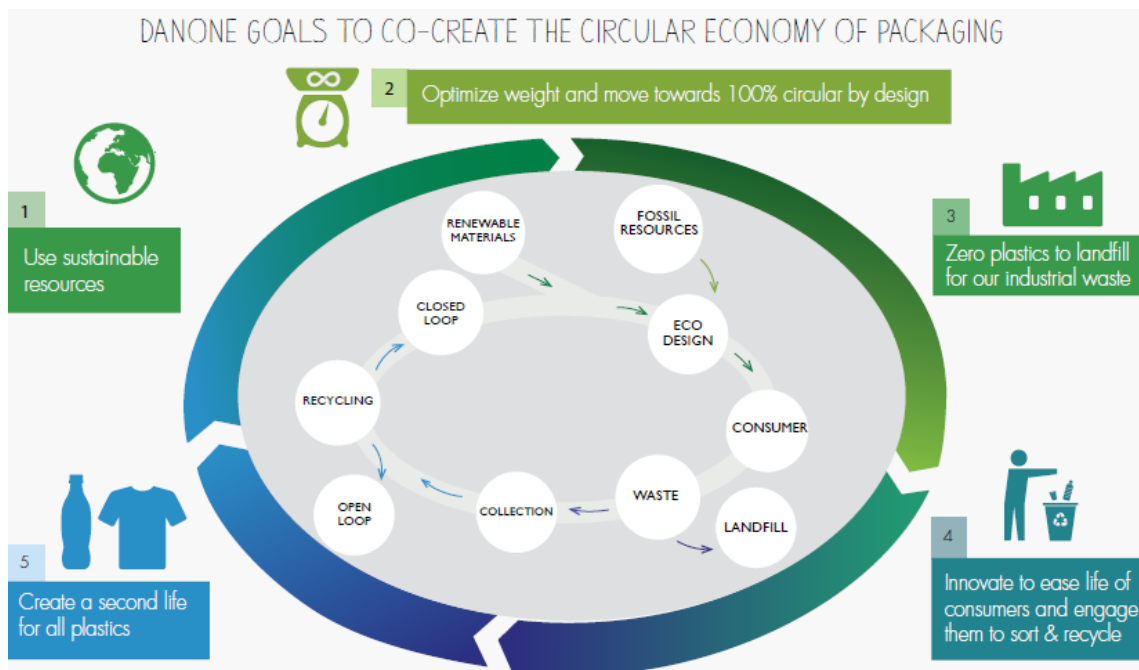 DANONE GOALS TO CO-CREATE THE CIRCULAR ECONOMY OF PACKAGING
2
Optimize weight and move towards 100% circular by design
1
Use sustainable
resources
3
Zero plastics to landfill
for our industrial waste
RENEWABLE
MATERIALS
FOSSIL
RESOURCES
CLOSED
LOOP
ECO
DESIGN
RECYCLING
CONSUMER
OPEN
LOOP
COLLECTION
WASTE
LANDFILL
5
Create a second life
for all plastics
4
Innovate to ease life of
consumers and engage
them to sort & recycle